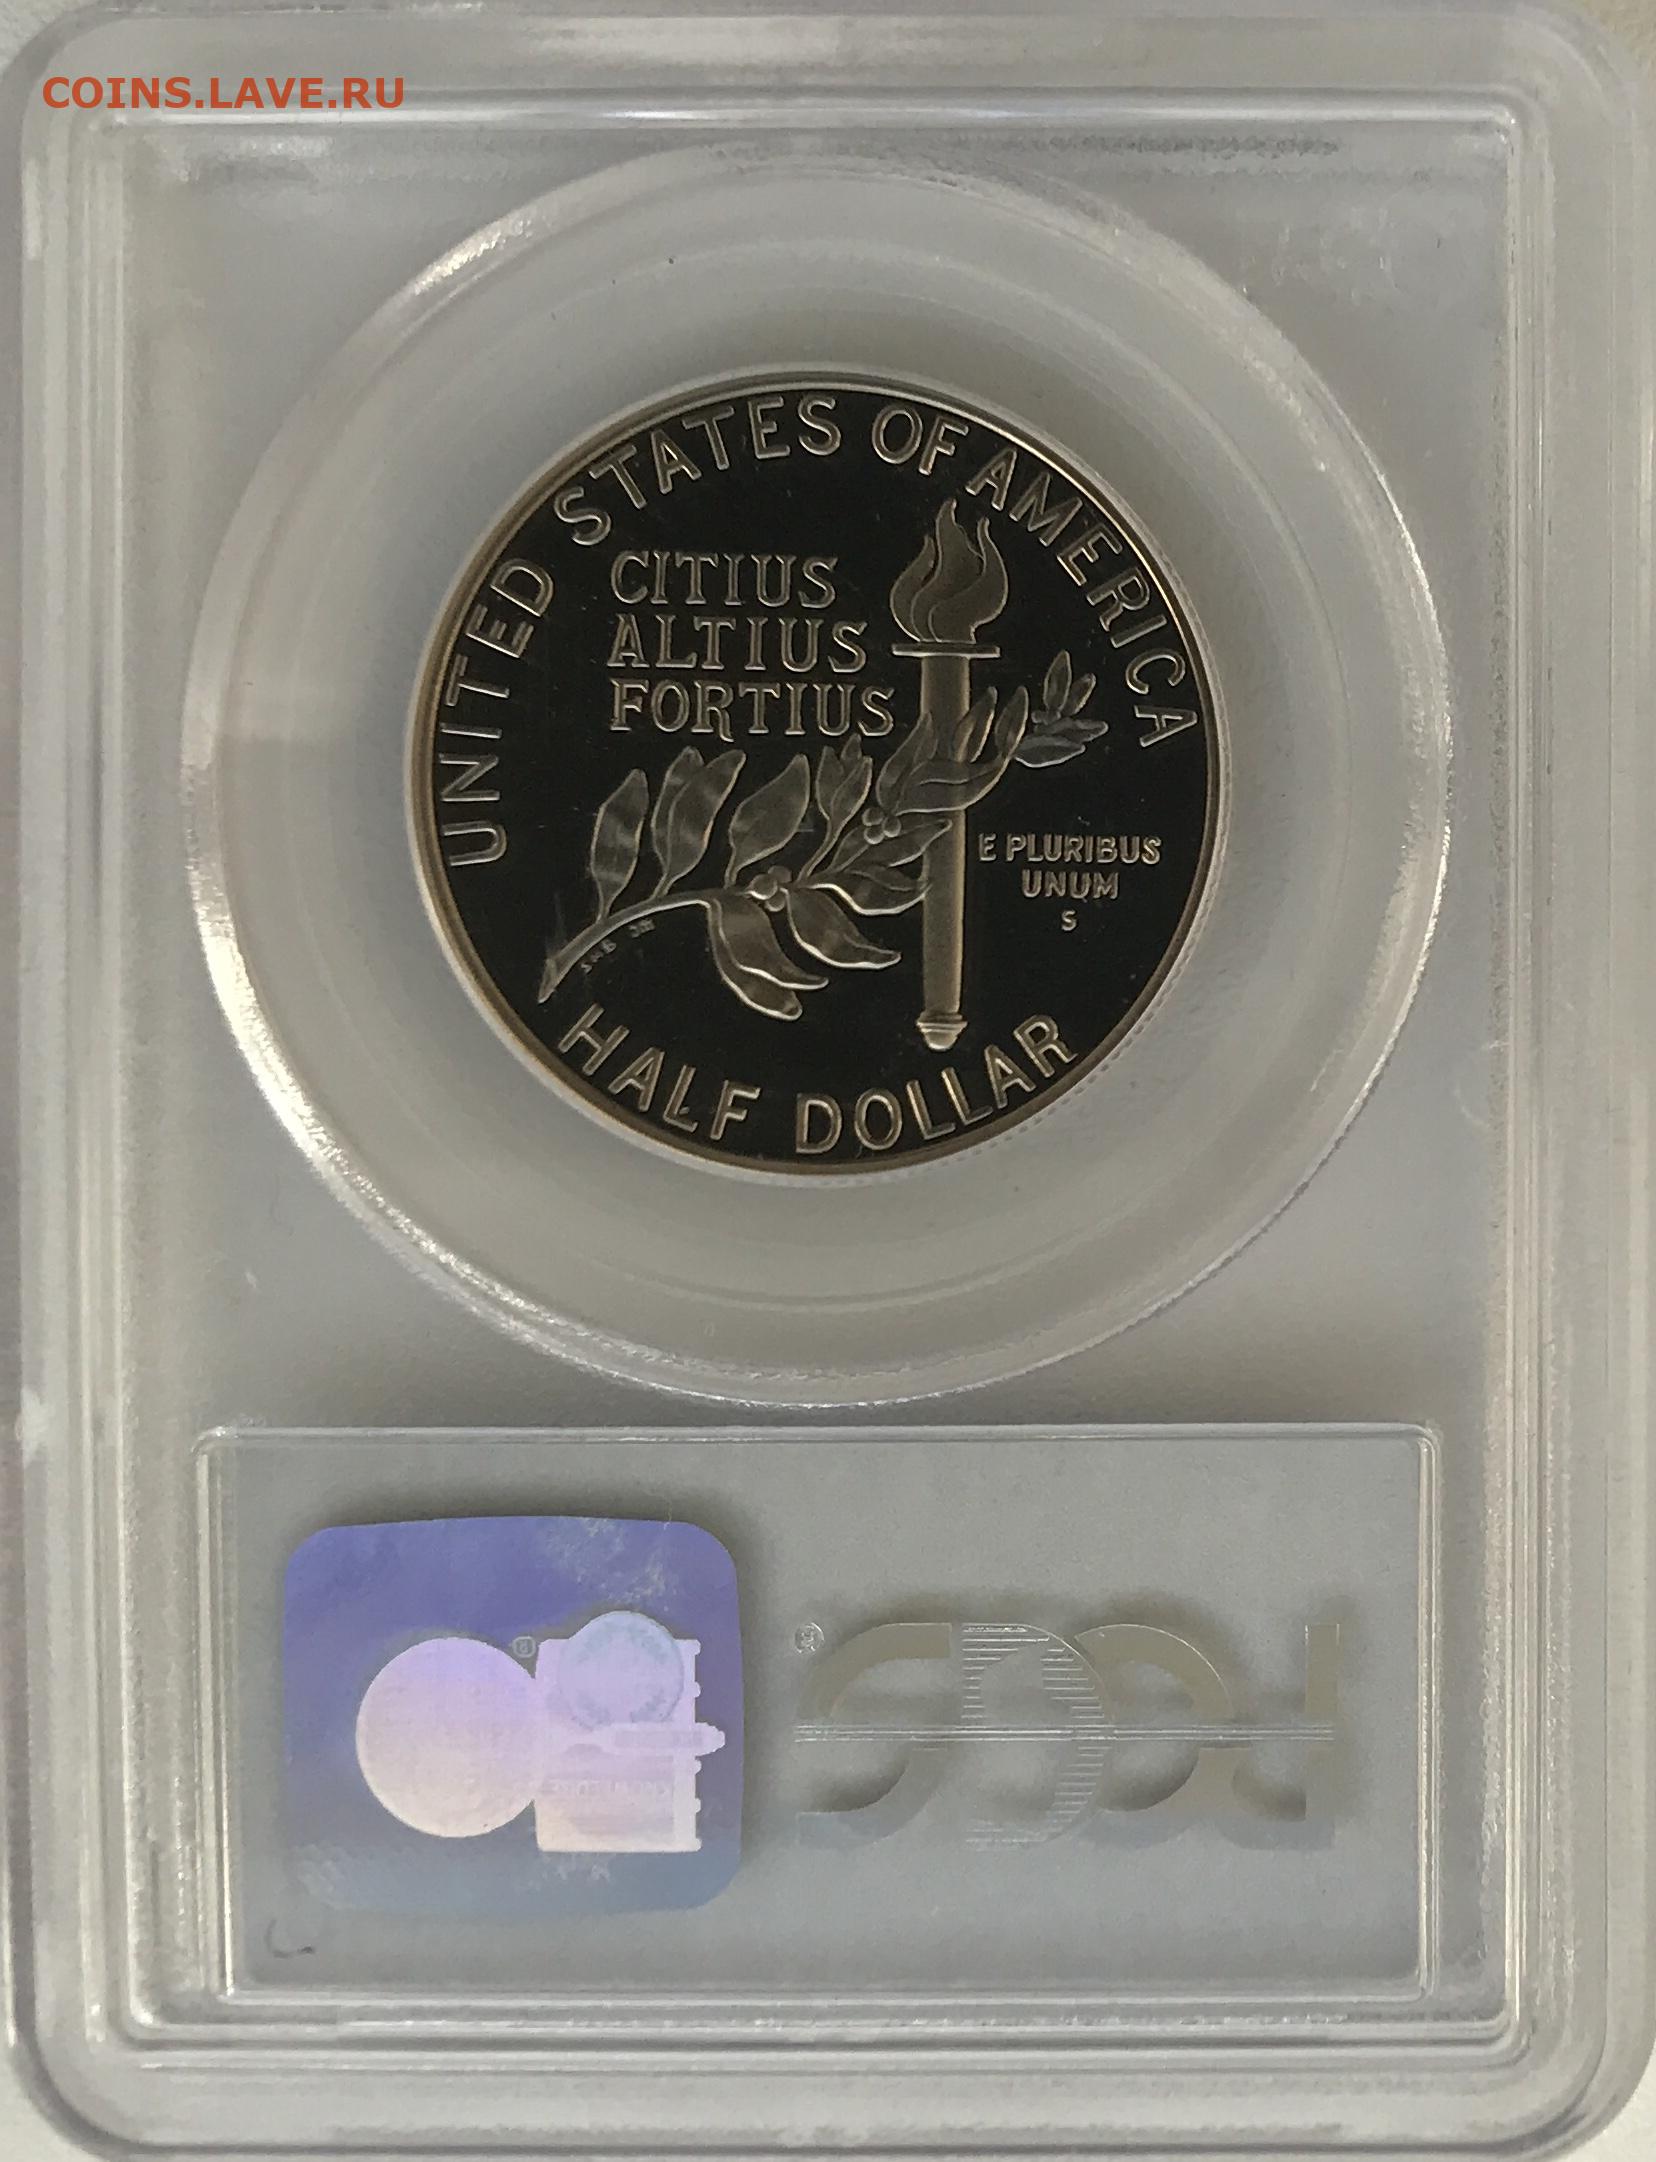 COINS.LAVE.RU
UNITED STATES OF AMERICA
CITIUS
ALTIUS
FORTIUS
E PLURIBUS
UNUM
S
HALF DOLLAR
PCGS
®
®